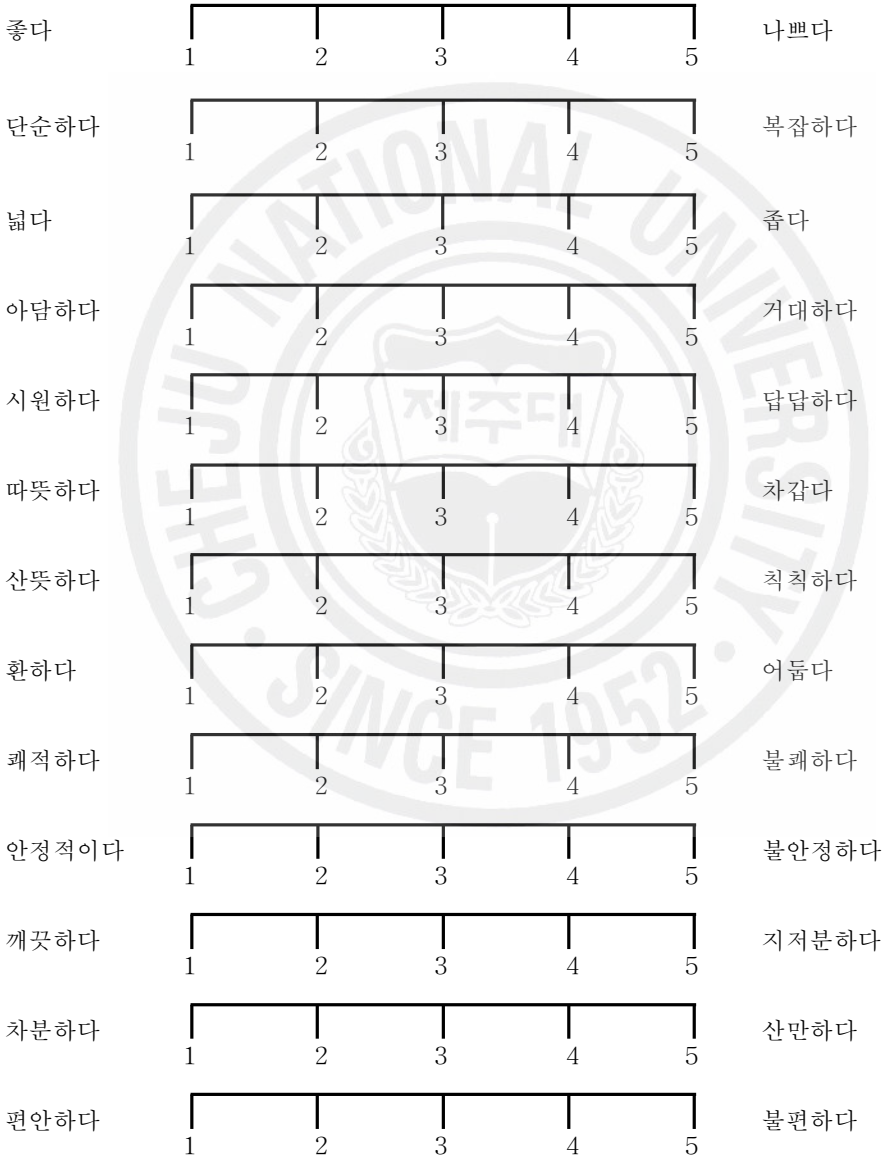 좋다 1 2 3 4 5 나쁘다
단순하다 1 2 3 4 5 복잡하다
넓다 1 2 3 4 5 좁다
아담하다 1 2 3 4 5 거대하다
시원하다 1 2 3 4 5 답답하다
따뜻하다 1 2 3 4 5 차갑다
산뜻하다 1 2 3 4 5 칙칙하다
환하다 1 2 3 4 5 어둡다
쾌적하다 1 2 3 4 5 불쾌하다
안정적이다 1 2 3 4 5 불안정하다
깨끗하다 1 2 3 4 5 지저분하다
차분하다 1 2 3 4 5 산만하다
편안하다 1 2 3 4 5 불편하다
CHEJU NATIONAL UNIVERSITY
제주대
SINCE 1952